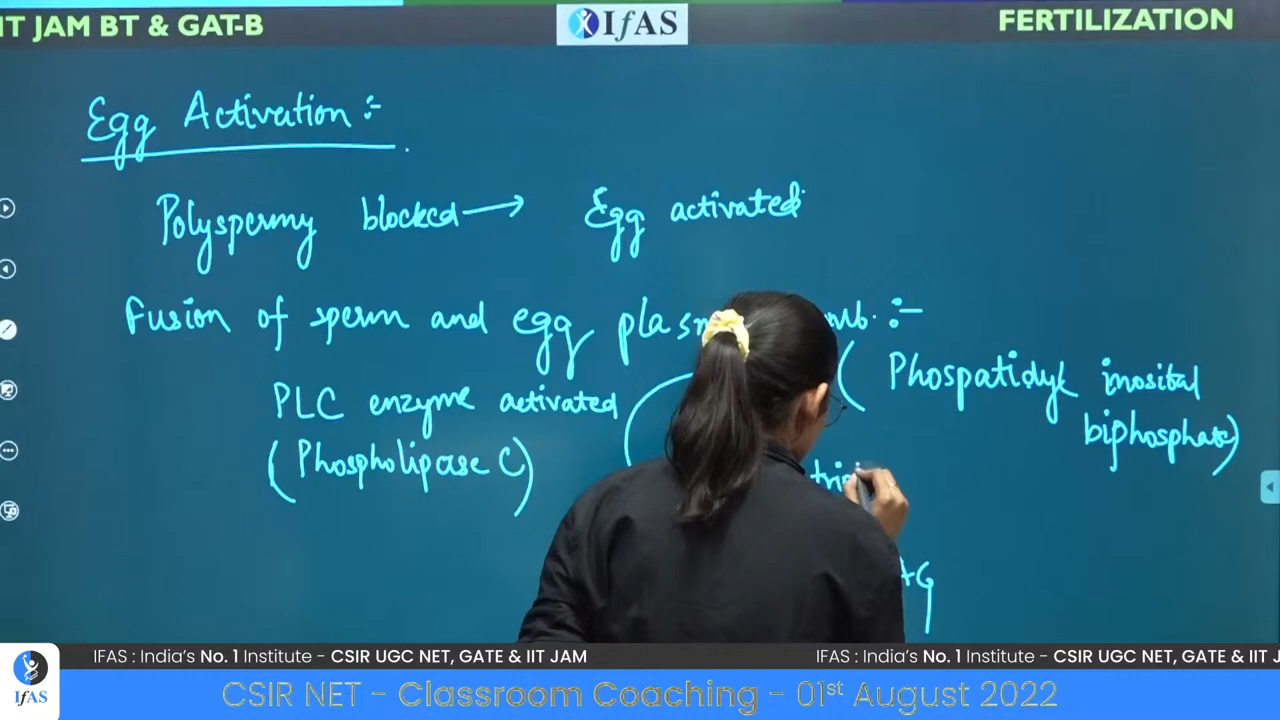 IIT JAM BT & GAT-B
IfAS
FERTILIZATION
Egg Activation :-
Polyspermy blocked → Egg activated
Fusion of sperm and egg plas mb. :-
PLC enzyme activated
(Phospholipase C)
(Phospatidyl inosital
biphosphate)
IFAS : India's No. 1 Institute - CSIR UGC NET, GATE & IIT JAM
IFAS : India's No. 1 Institute - CSIR UGC NET, GATE & IIT J
IfAS
CSIR NET - Classroom Coaching - 01st August 2022